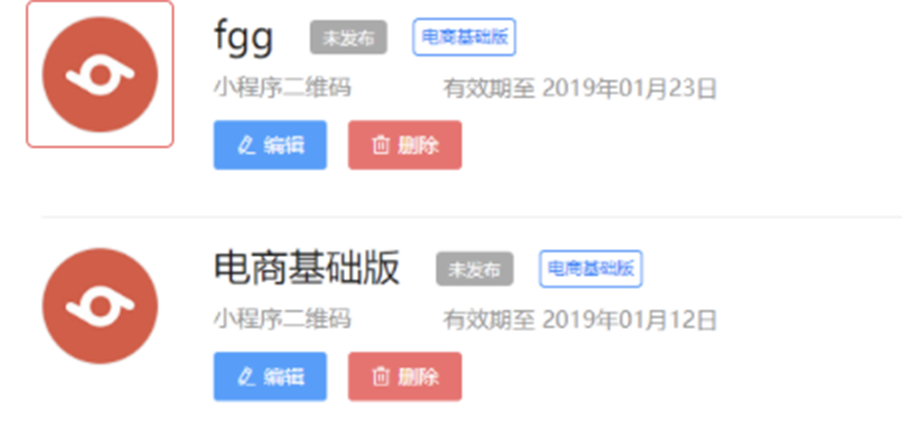 fgg 未发布 电商基础版
小程序二维码 有效期至 2019年01月23日
编辑 删除
电商基础版 未发布 电商基础版
小程序二维码 有效期至 2019年01月12日
编辑 删除